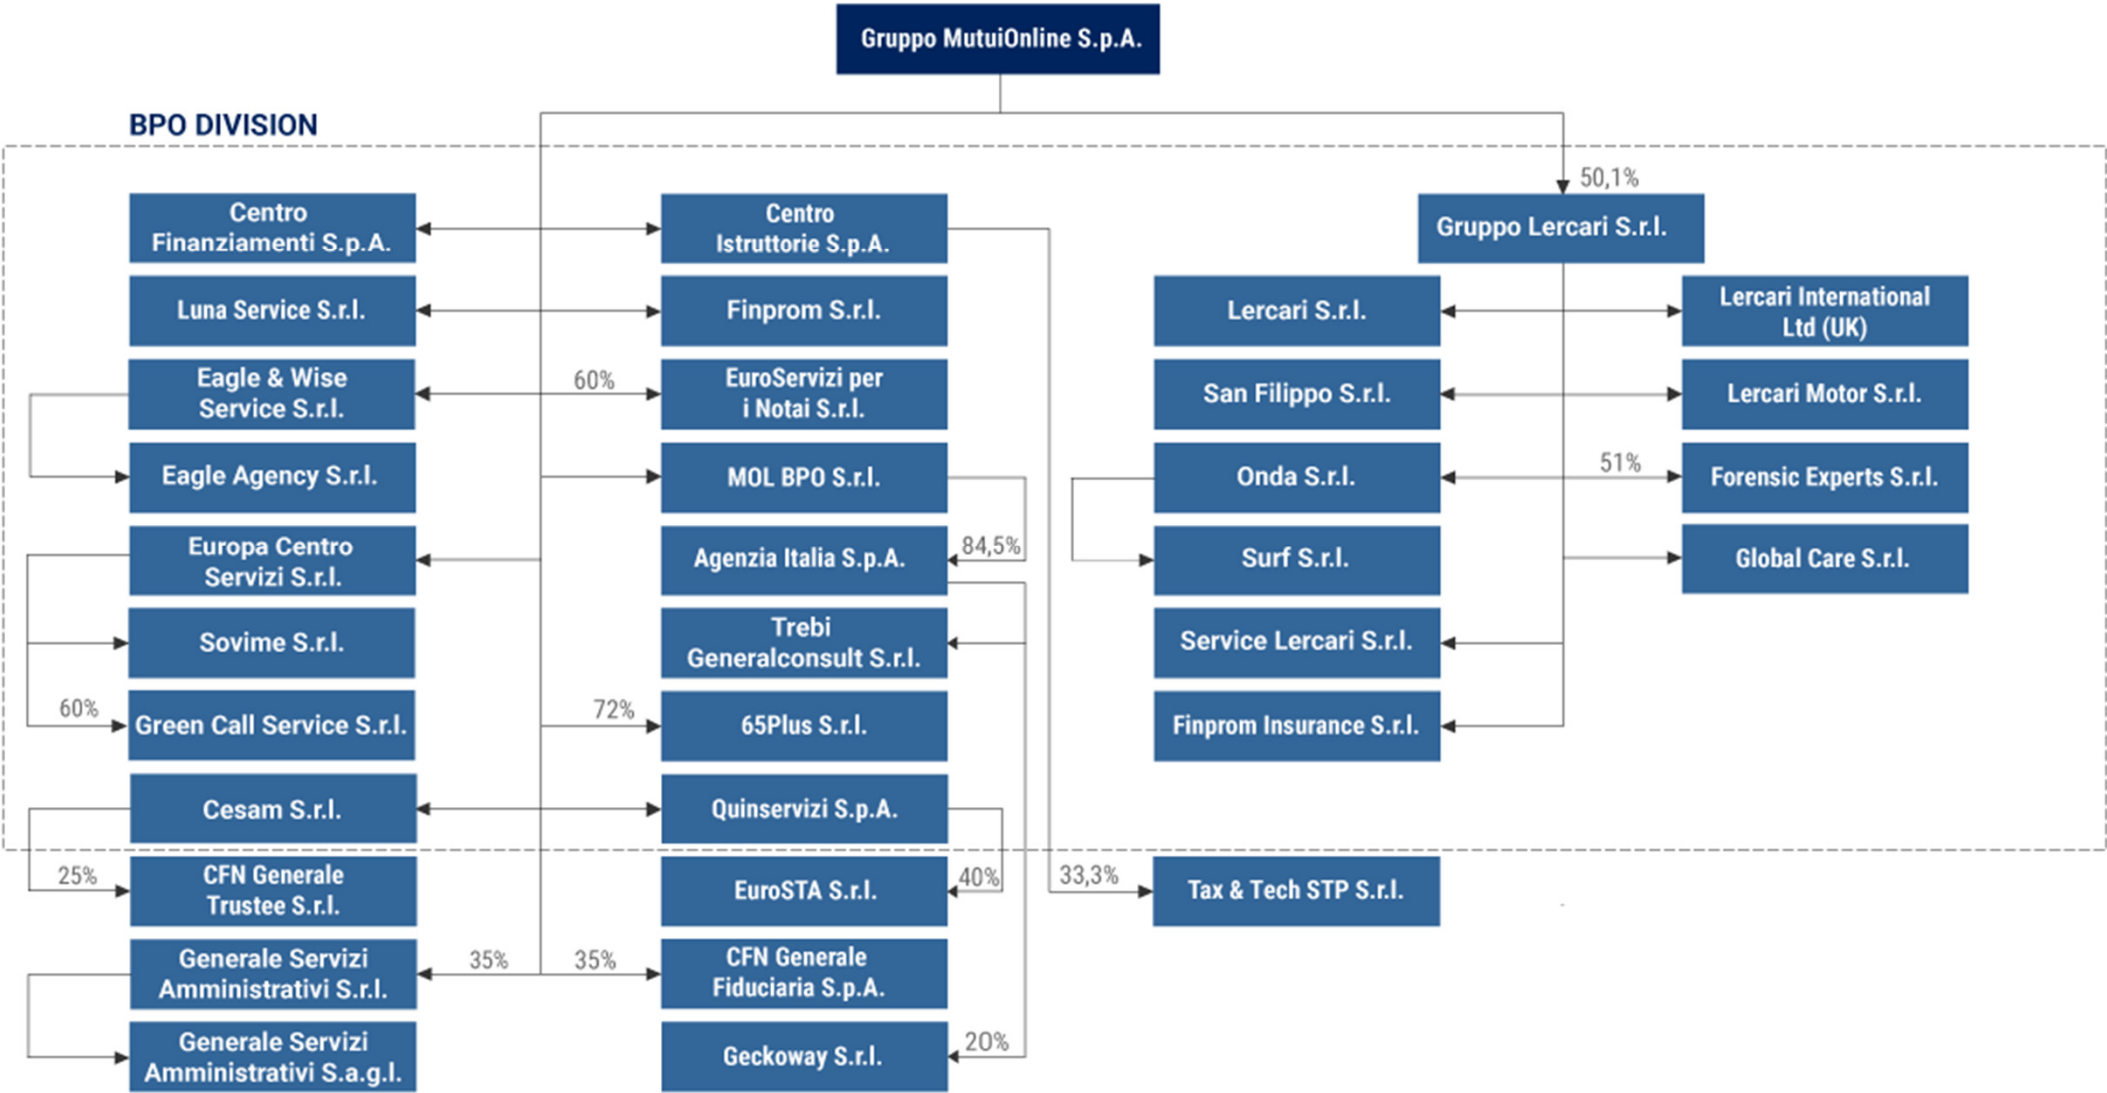 Gruppo MutuiOnline S.p.A.
BPO DIVISION
50,1%
Centro
Finanziamenti S.p.A.
Centro
Istruttorie S.p.A.
Gruppo Lercari S.r.l.
Luna Service S.r.l.
Finprom S.r.l.
Lercari S.r.l.
Lercari International
Ltd (UK)
Eagle & Wise
Service S.r.l.
60%
EuroServizi per
i Notai S.r.l.
San Filippo S.r.l.
Lercari Motor S.r.l.
Eagle Agency S.r.l.
MOL BPO S.r.l.
Onda S.r.l.
51%
Forensic Experts S.r.l.
Europa Centro
Servizi S.r.l.
Agenzia Italia S.p.A.
84,5%
Surf S.r.l.
Global Care S.r.l.
Sovime S.r.l.
Trebi
Generalconsult S.r.l.
Service Lercari S.r.l.
60%
Green Call Service S.r.l.
72%
65Plus S.r.l.
Finprom Insurance S.r.l.
Cesam S.r.l.
Quinservizi S.p.A.
25%
CFN Generale
Trustee S.r.l.
EuroSTA S.r.l.
40%
33,3%
Tax & Tech STP S.r.l.
Generale Servizi
Amministrativi S.r.l.
35%
35%
CFN Generale
Fiduciaria S.p.A.
Generale Servizi
Amministrativi S.a.g.l.
Geckoway S.r.l.
20%